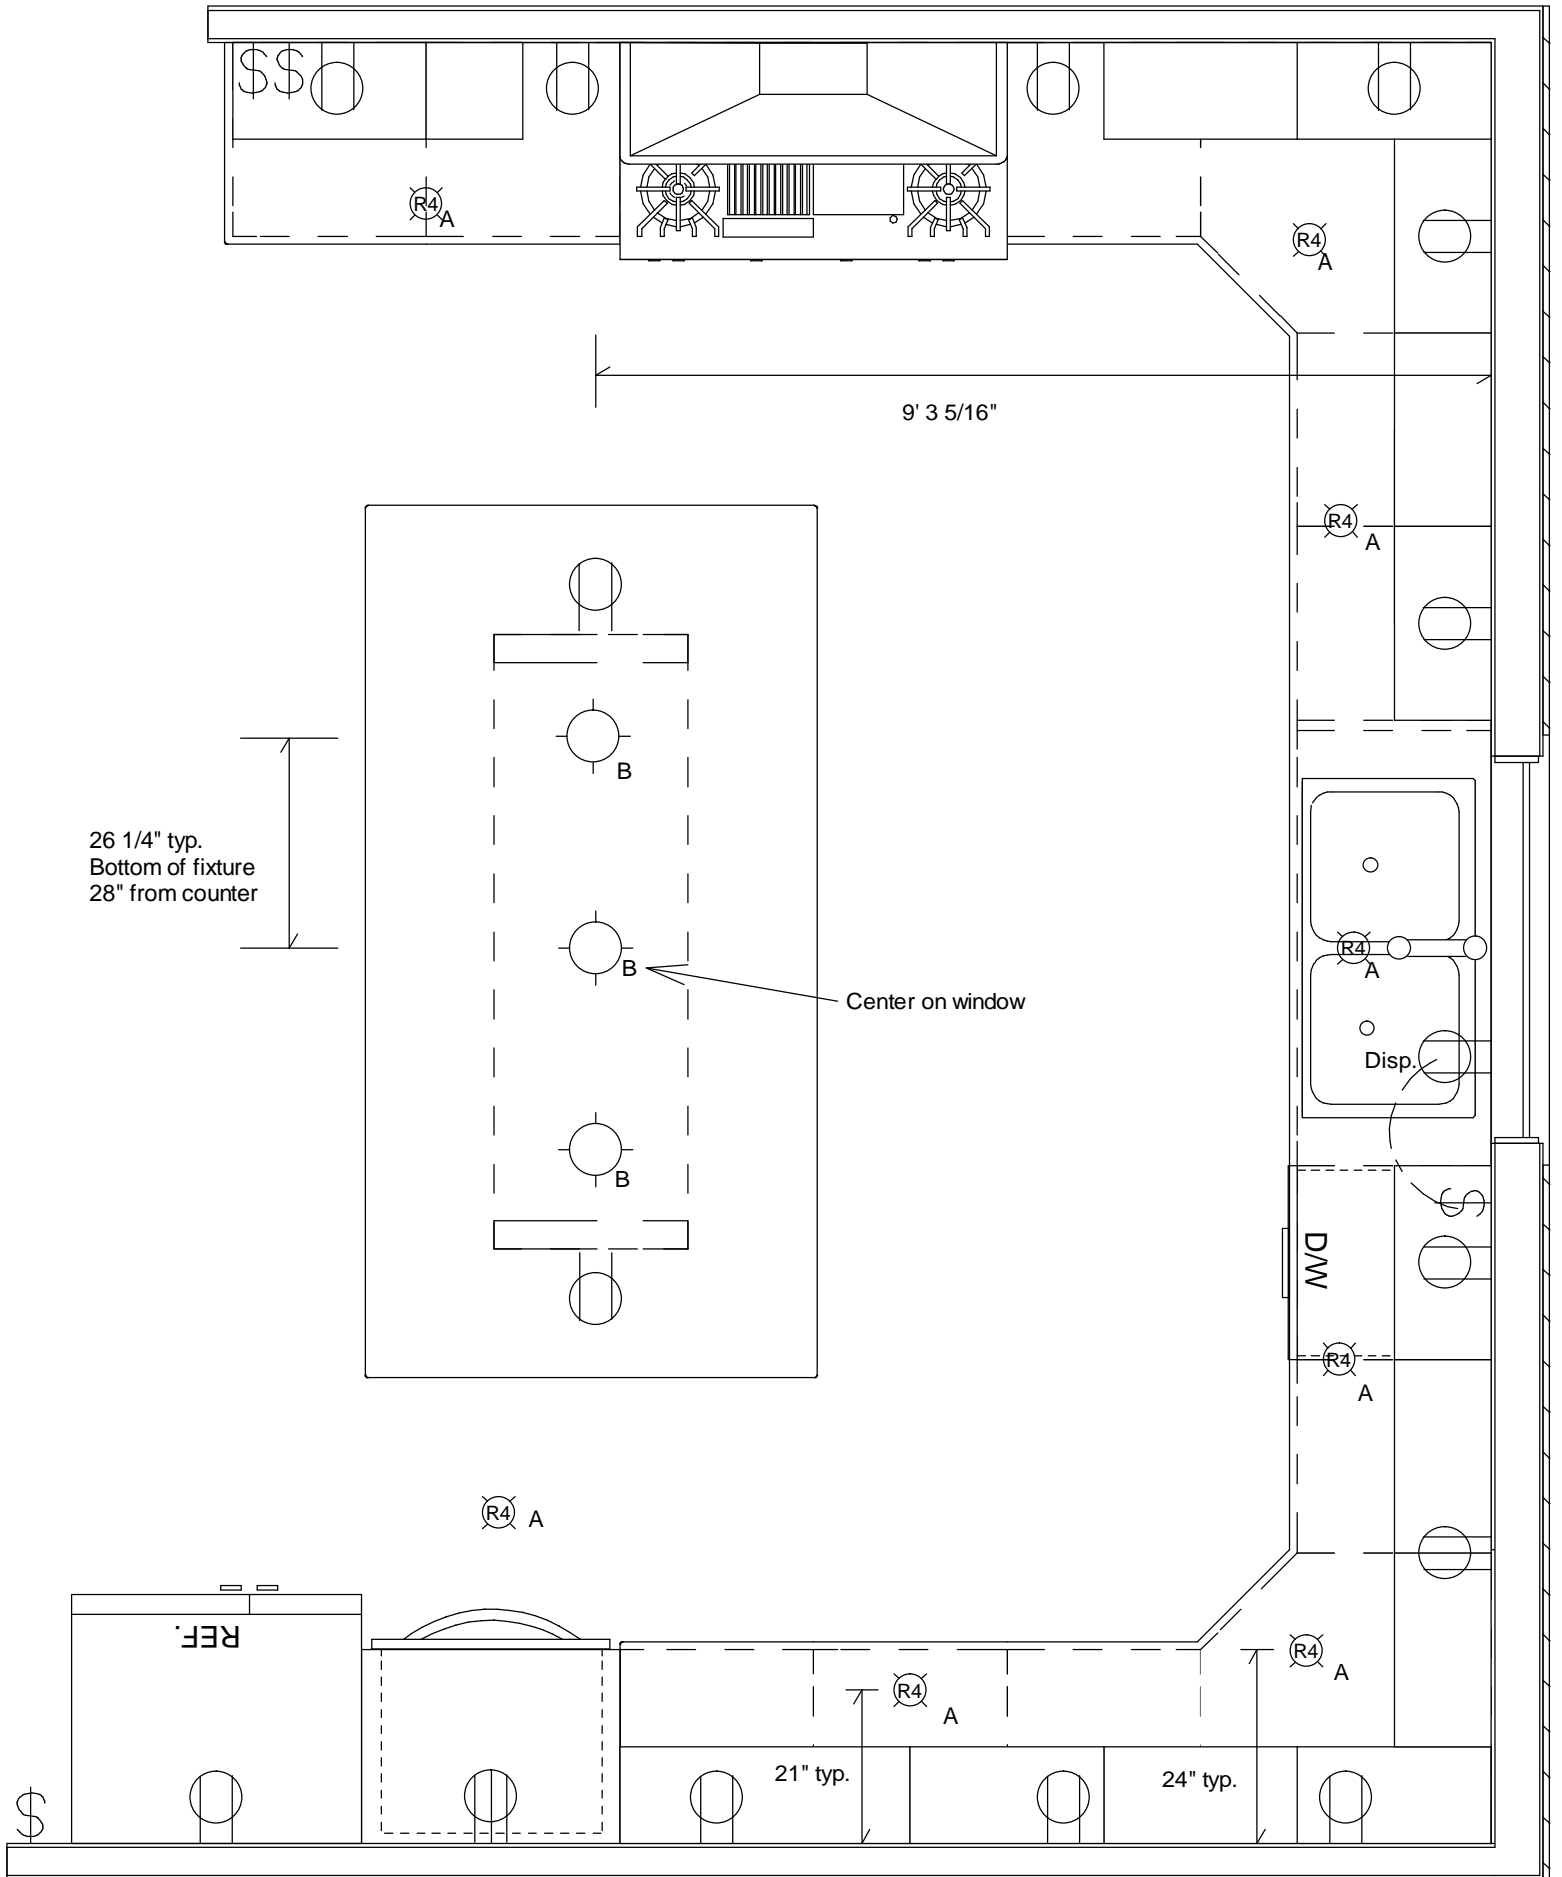 $ $
R4
A
R4
A
9' 3 5/16"
R4
A
B
26 1/4" typ.
Bottom of fixture
28" from counter
B
R4
A
Center on window
Disp.
B
$
D/W
R4
A
R4
A
REF.
R4
A
R4
A
21" typ.
24" typ.
$